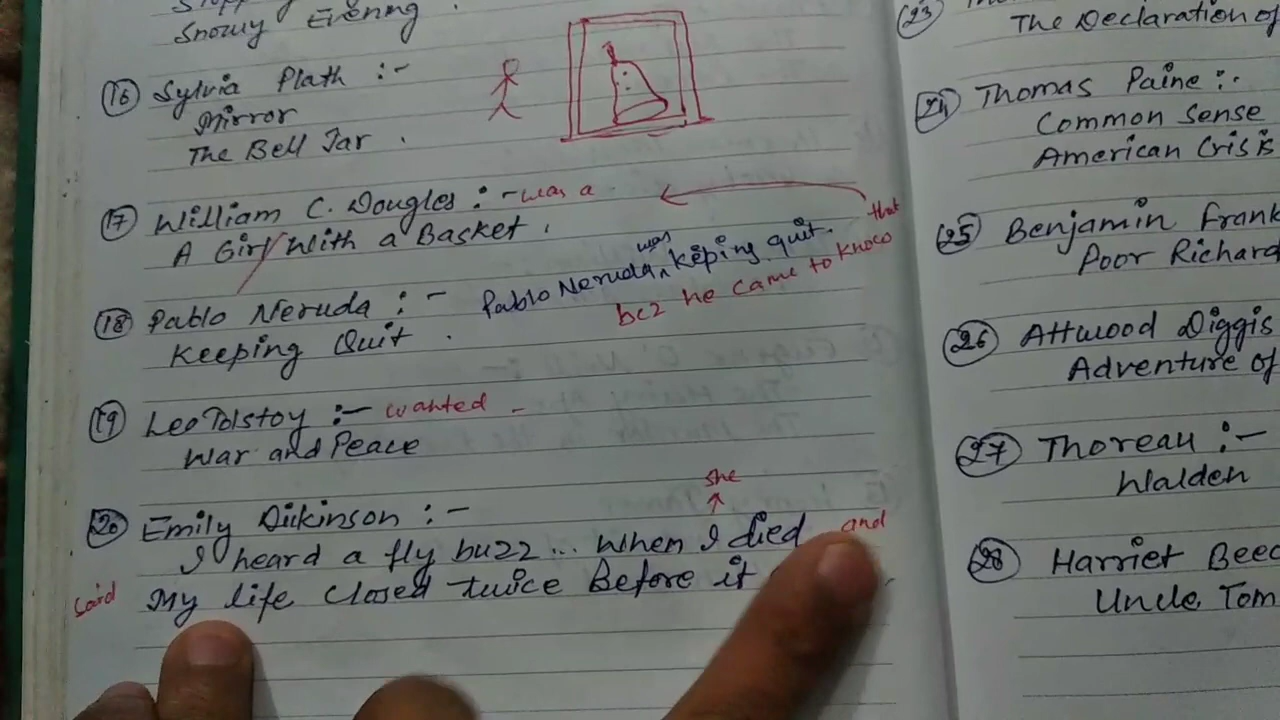 Snowy Evening .
(16) Sylvia Plath :-
Mirror
The Bell Jar .
(17) William C. Dougles : - was a
A Girl With a Basket .
(18) Pablo Neruda : - Pablo Neruda was keping quit. that
Keeping Quit . bcz he came to know
(19) Leo Tolstoy :- wanted -
War and Peace
she
(20) Emily Dickinson : -
I heard a fly buzz... When I died and
said My life closed twice Before it
(23)
The Declaration of
(24) Thomas Paine :-
Common Sense
American Crisis
(25) Benjamin Frank
Poor Richard
(26) Attwood Diggis
Adventure of
(27) Thoreau :-
Walden
(28) Harriet Beec
Uncle Tom